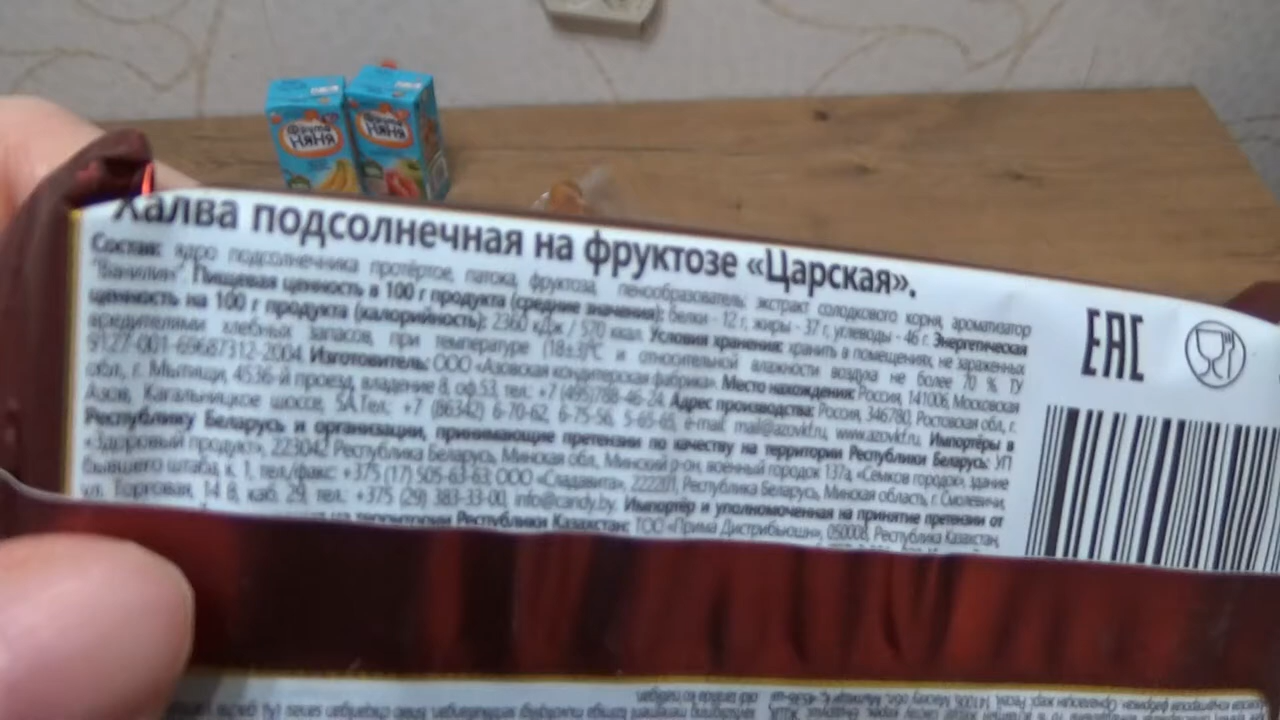 Фруто
НЯНЯ
Фруто
НЯНЯ
Халва подсолнечная на фруктозе «Царская».
Состав: ядро подсолнечника протёртое, патока, фруктоза, пенообразователь: экстракт солодкового корня, ароматизатор
"Ванилин". Пищевая ценность в 100 г продукта (средние значения): белки - 12 г, жиры - 37 г, углеводы - 46 г. Энергетическая
ценность на 100 г продукта (калорийность): 2360 кДж / 570 ккал. Условия хранения: хранить в помещениях, не зараженных
вредителями хлебных запасов, при температуре (18±3)°С и относительной влажности воздуха не более 70 %. ТУ
9127-001-69687312-2004. Изготовитель: ООО «Азовская кондитерская фабрика». Место нахождения: Россия, 141006, Московская
обл., г. Мытищи, 4536-й проезд, владение 8, оф.53, тел.: +7 (495)788-46-24. Адрес производства: Россия, 346780, Ростовская обл., г.
Азов, Кагальницкое шоссе, 5А.Тел.: +7 (86342) 6-70-62, 6-75-56, 5-65-65, e-mail: mail@azovkf.ru, www.azovkf.ru. Импортёры в
Республику Беларусь и организации, принимающие претензии по качеству на территории Республики Беларусь: УП
«Здоровый продукт», 223042 Республика Беларусь, Минская обл., Минский р-он, военный городок 137а, «Семков городок», здание
бывшего штаба, к. 1, тел./факс: +375 (17) 505-63-63; ООО «Сладавита», 222201, Республика Беларусь, Минская область, г. Смолевичи,
ул. Торговая, 14 В, каб. 29, тел.: +375 (29) 383-33-00, info@candy.by. Импортёр и уполномоченная на принятие претензий от
на территории Республики Казахстан: ТОО «Прима Дистрибьюшн», 050008, Республика Казахстан,
EAC